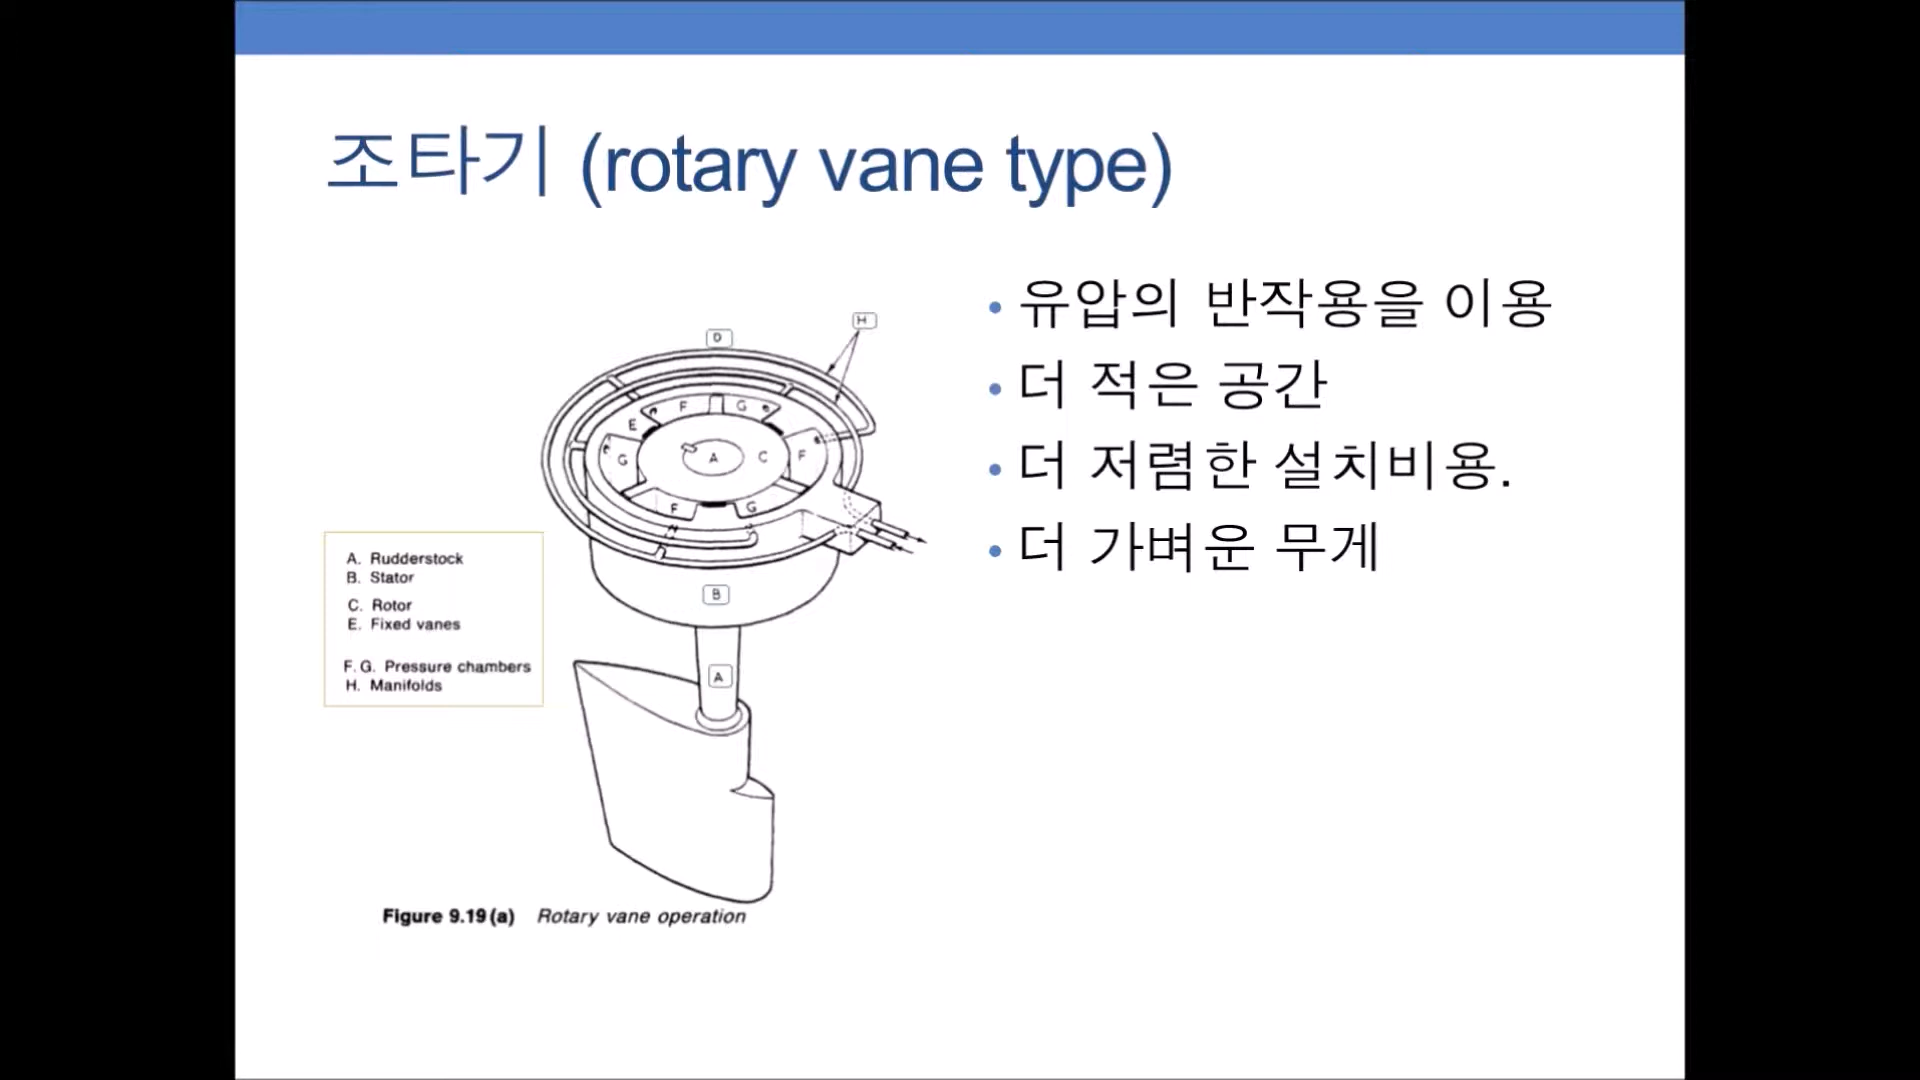 조타기 (rotary vane type)
• 유압의 반작용을 이용
• 더 적은 공간
• 더 저렴한 설치비용.
• 더 가벼운 무게
H
D
F G
E
G A C F
F G
B
A
A. Rudderstock
B. Stator
C. Rotor
E. Fixed vanes
F. G. Pressure chambers
H. Manifolds
Figure 9.19(a) Rotary vane operation